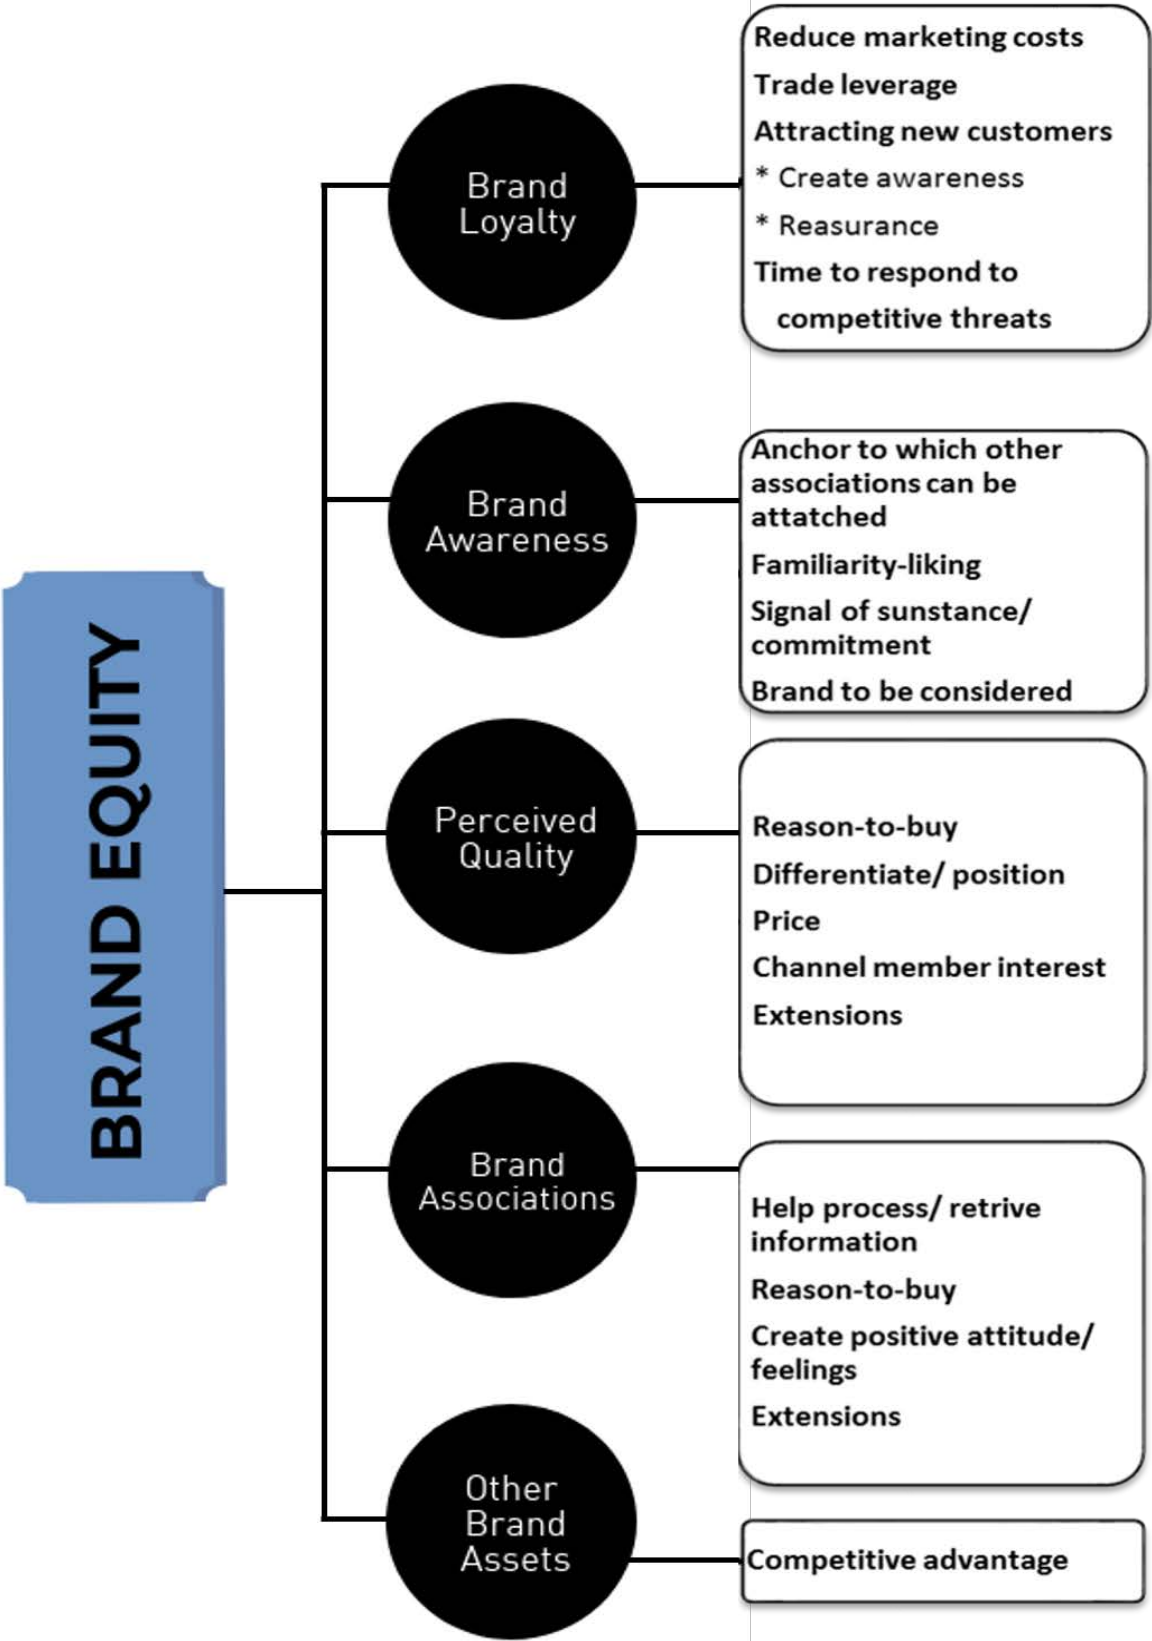 BRAND EQUITY
Brand
Loyalty
Reduce marketing costs
Trade leverage
Attracting new customers
* Create awareness
* Reasurance
Time to respond to
competitive threats
Brand
Awareness
Anchor to which other
associations can be
attatched
Familiarity-liking
Signal of sunstance/
commitment
Brand to be considered
Perceived
Quality
Reason-to-buy
Differentiate/ position
Price
Channel member interest
Extensions
Brand
Associations
Help process/ retrive
information
Reason-to-buy
Create positive attitude/
feelings
Extensions
Other
Brand
Assets
Competitive advantage